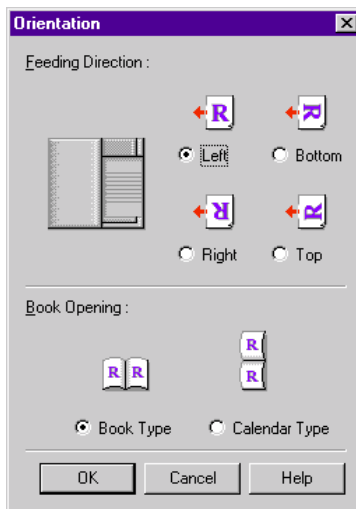 Orientation
Feeding Direction :
R R
Left Bottom
R R
Right Top
Book Opening :
R
R R R
Book Type Calendar Type
OK Cancel Help